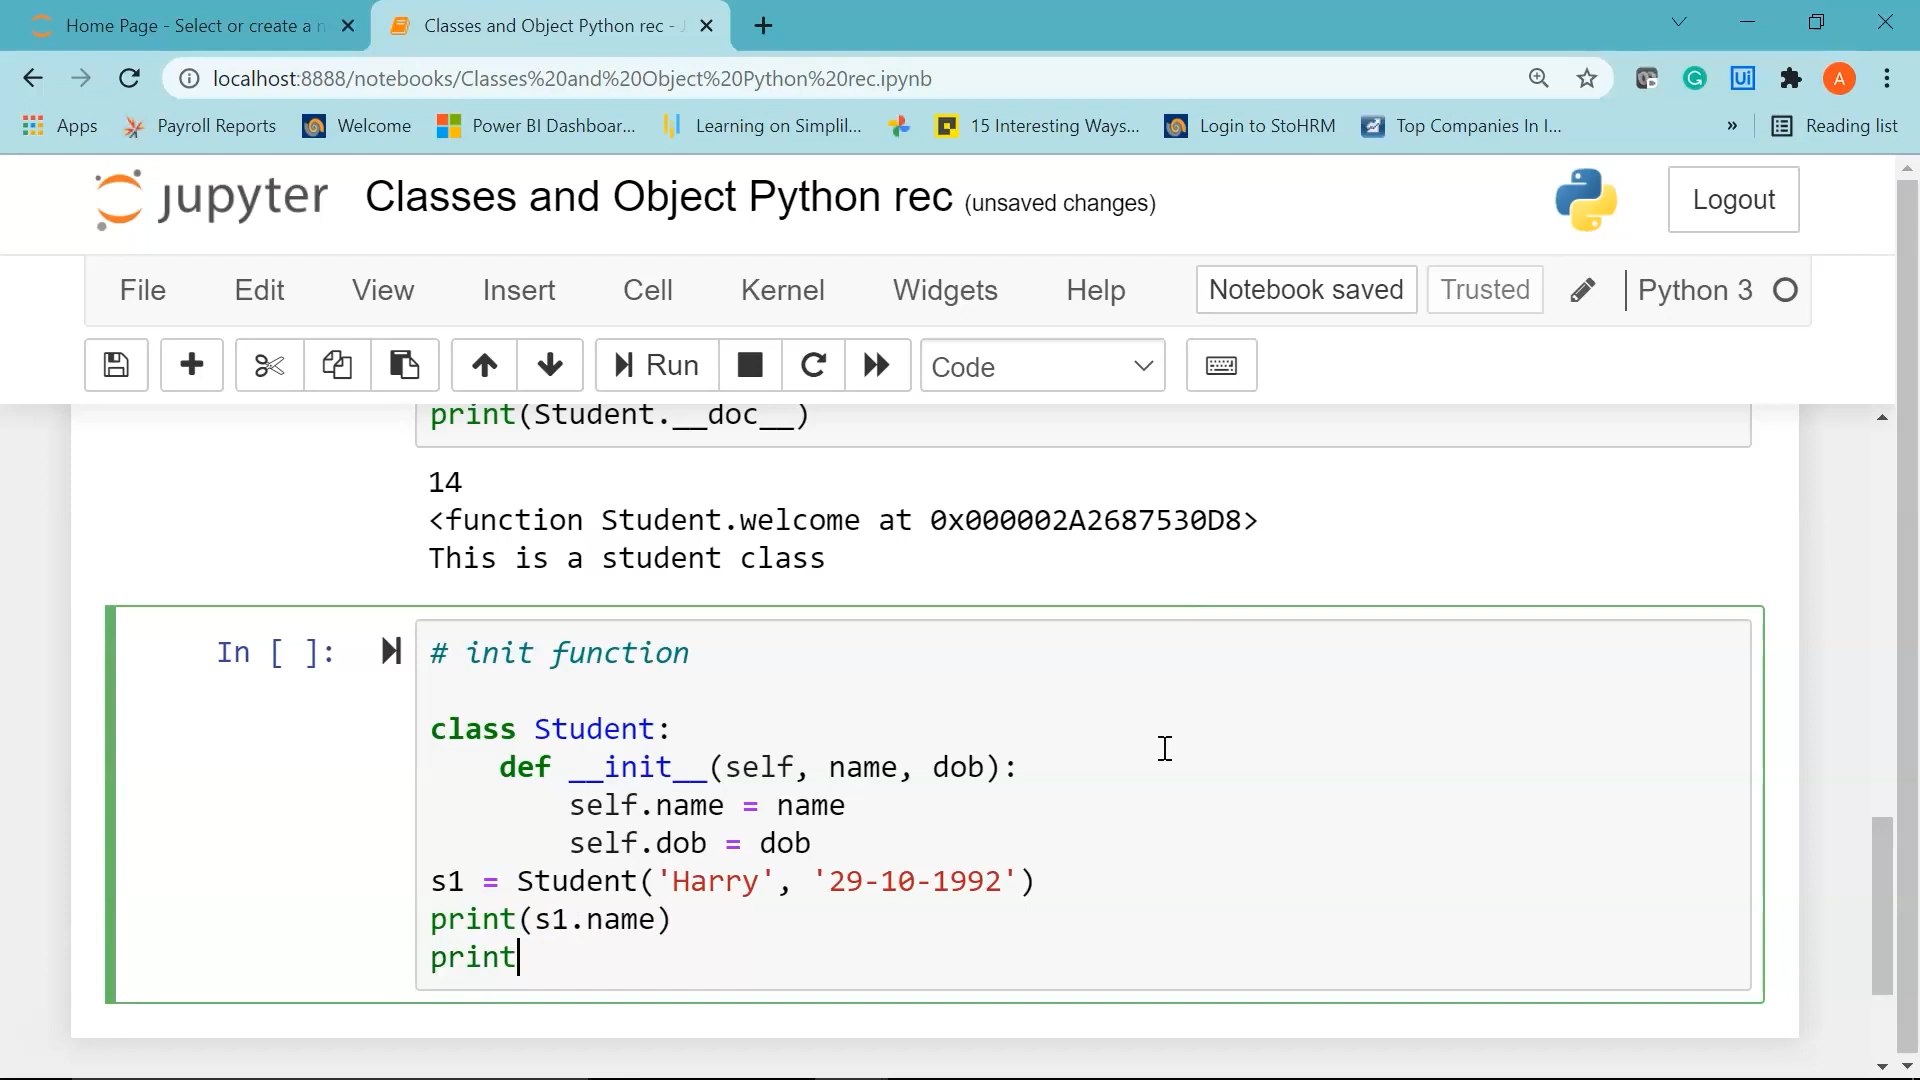 Home Page - Select or create a n
Classes and Object Python rec - J
localhost:8888/notebooks/Classes%20and%20Object%20Python%20rec.ipynb
G
Ui
A
Apps
Payroll Reports
Welcome
Power BI Dashboar...
Learning on Simplil...
15 Interesting Ways...
Login to StoHRM
Top Companies In I...
»
Reading list
jupyter
Classes and Object Python rec (unsaved changes)
Logout
File
Edit
View
Insert
Cell
Kernel
Widgets
Help
Notebook saved
Trusted
Python 3
Run
Code
print(Student.__doc__)
14
<function Student.welcome at 0x000002A2687530D8>
This is a student class
In [ ]:
# init function
class Student:
def __init__(self, name, dob):
self.name = name
self.dob = dob
s1 = Student('Harry', '29-10-1992')
print(s1.name)
print